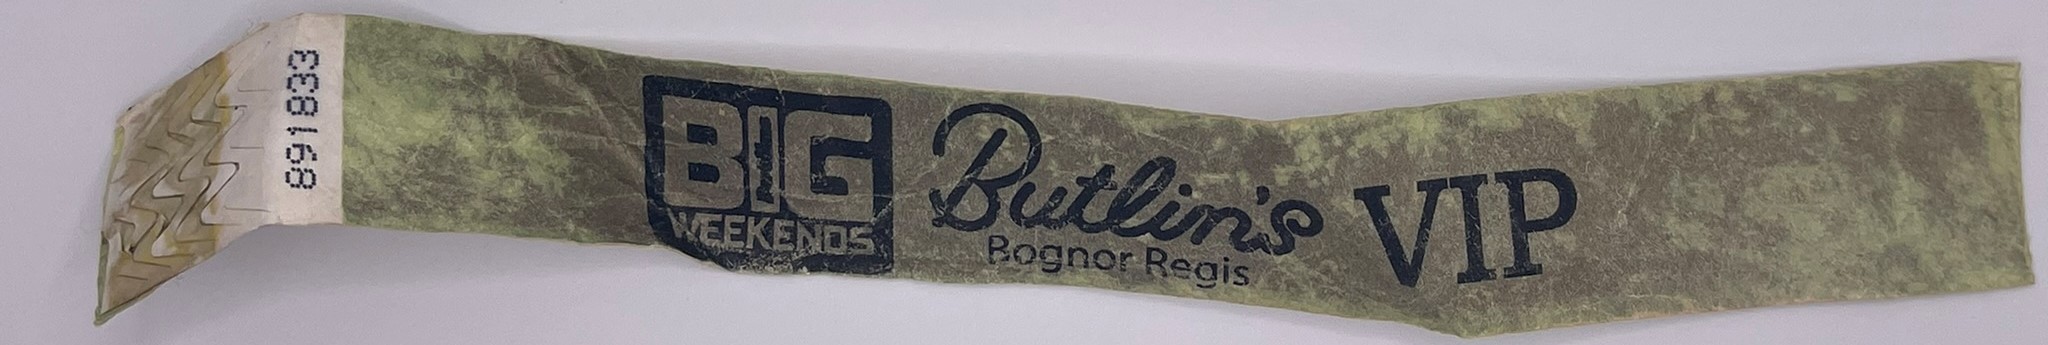 891833
BIG
WEEKENDS
Butlin's
Bognor Regis
VIP